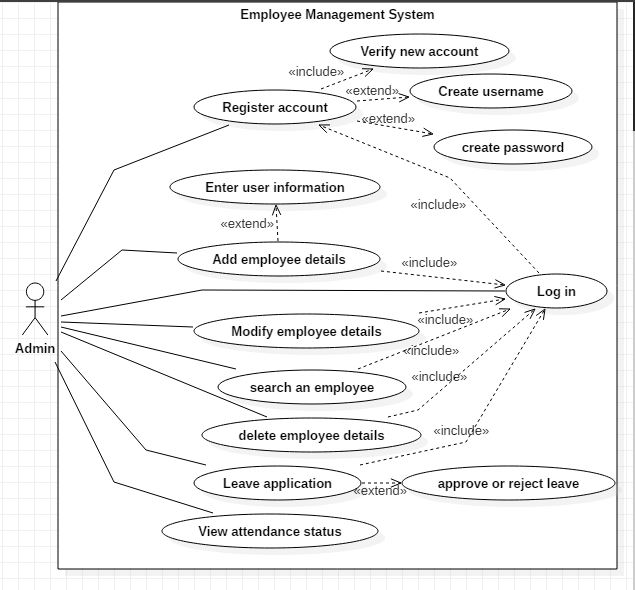 Employee Management System
Verify new account
«include»
«extend»
Create username
Register account
«extend»
create password
Enter user information
«include»
«extend»
Add employee details
«include»
Log in
Admin
Modify employee details
«include»
«include»
search an employee
«include»
delete employee details
«include»
Leave application
«extend»
approve or reject leave
View attendance status